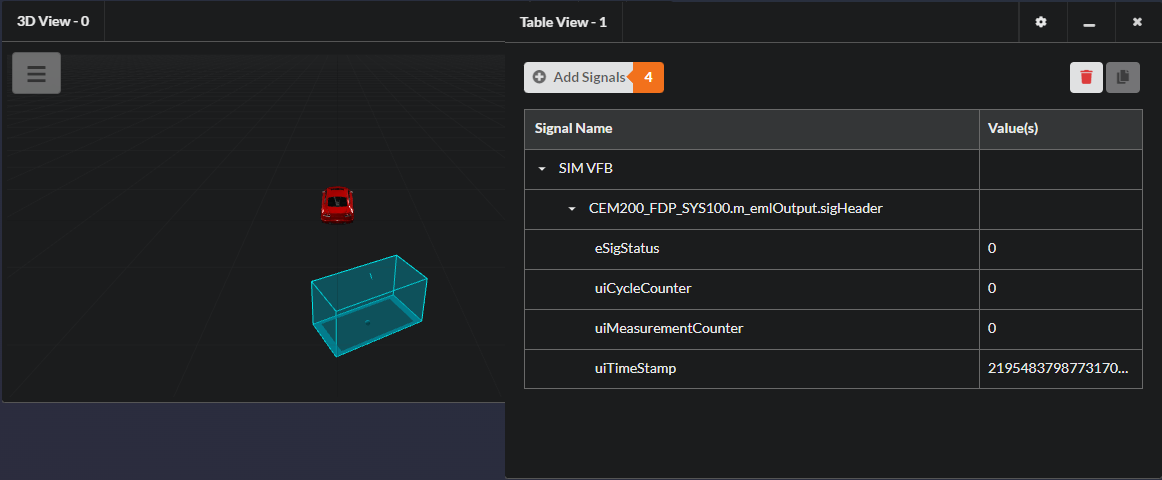 3D View - 0
Table View - 1
Add Signals 4
Signal Name Value(s)
SIM VFB
CEM200_FDP_SYS100.m_emlOutput.sigHeader
eSigStatus 0
uiCycleCounter 0
uiMeasurementCounter 0
uiTimeStamp 2195483798773170...